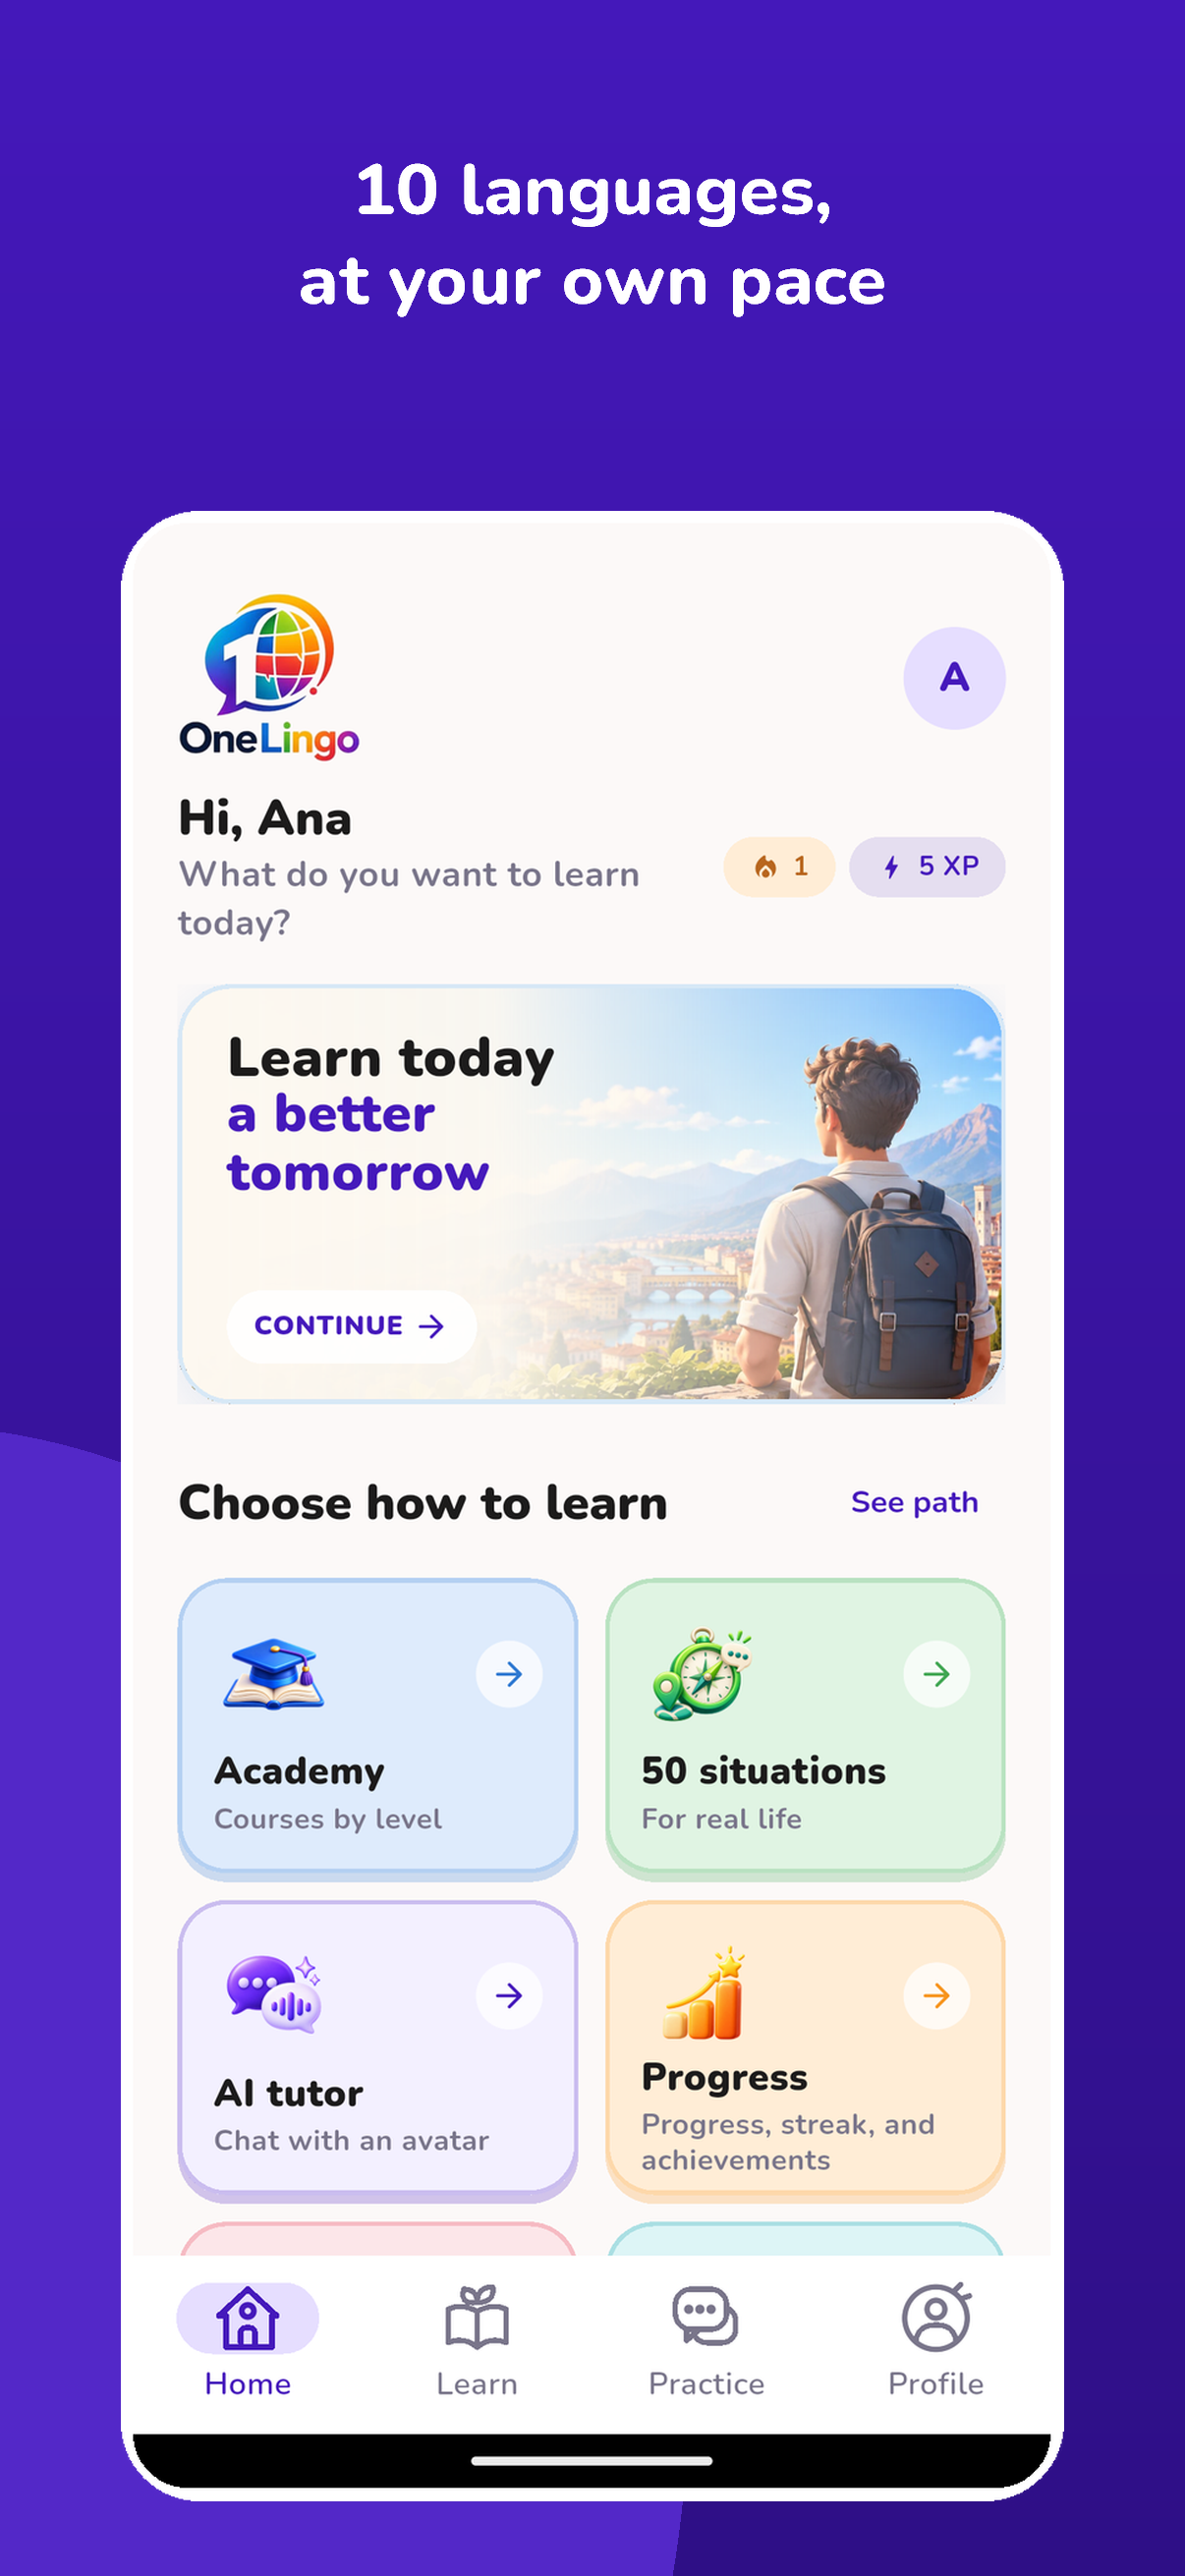 10 languages,
at your own pace
OneLingo
A
Hi, Ana
What do you want to learn
today?
1
5 XP
Learn today
a better
tomorrow
CONTINUE
Choose how to learn
See path
Academy
Courses by level
50 situations
For real life
AI tutor
Chat with an avatar
Progress
Progress, streak, and
achievements
Home
Learn
Practice
Profile